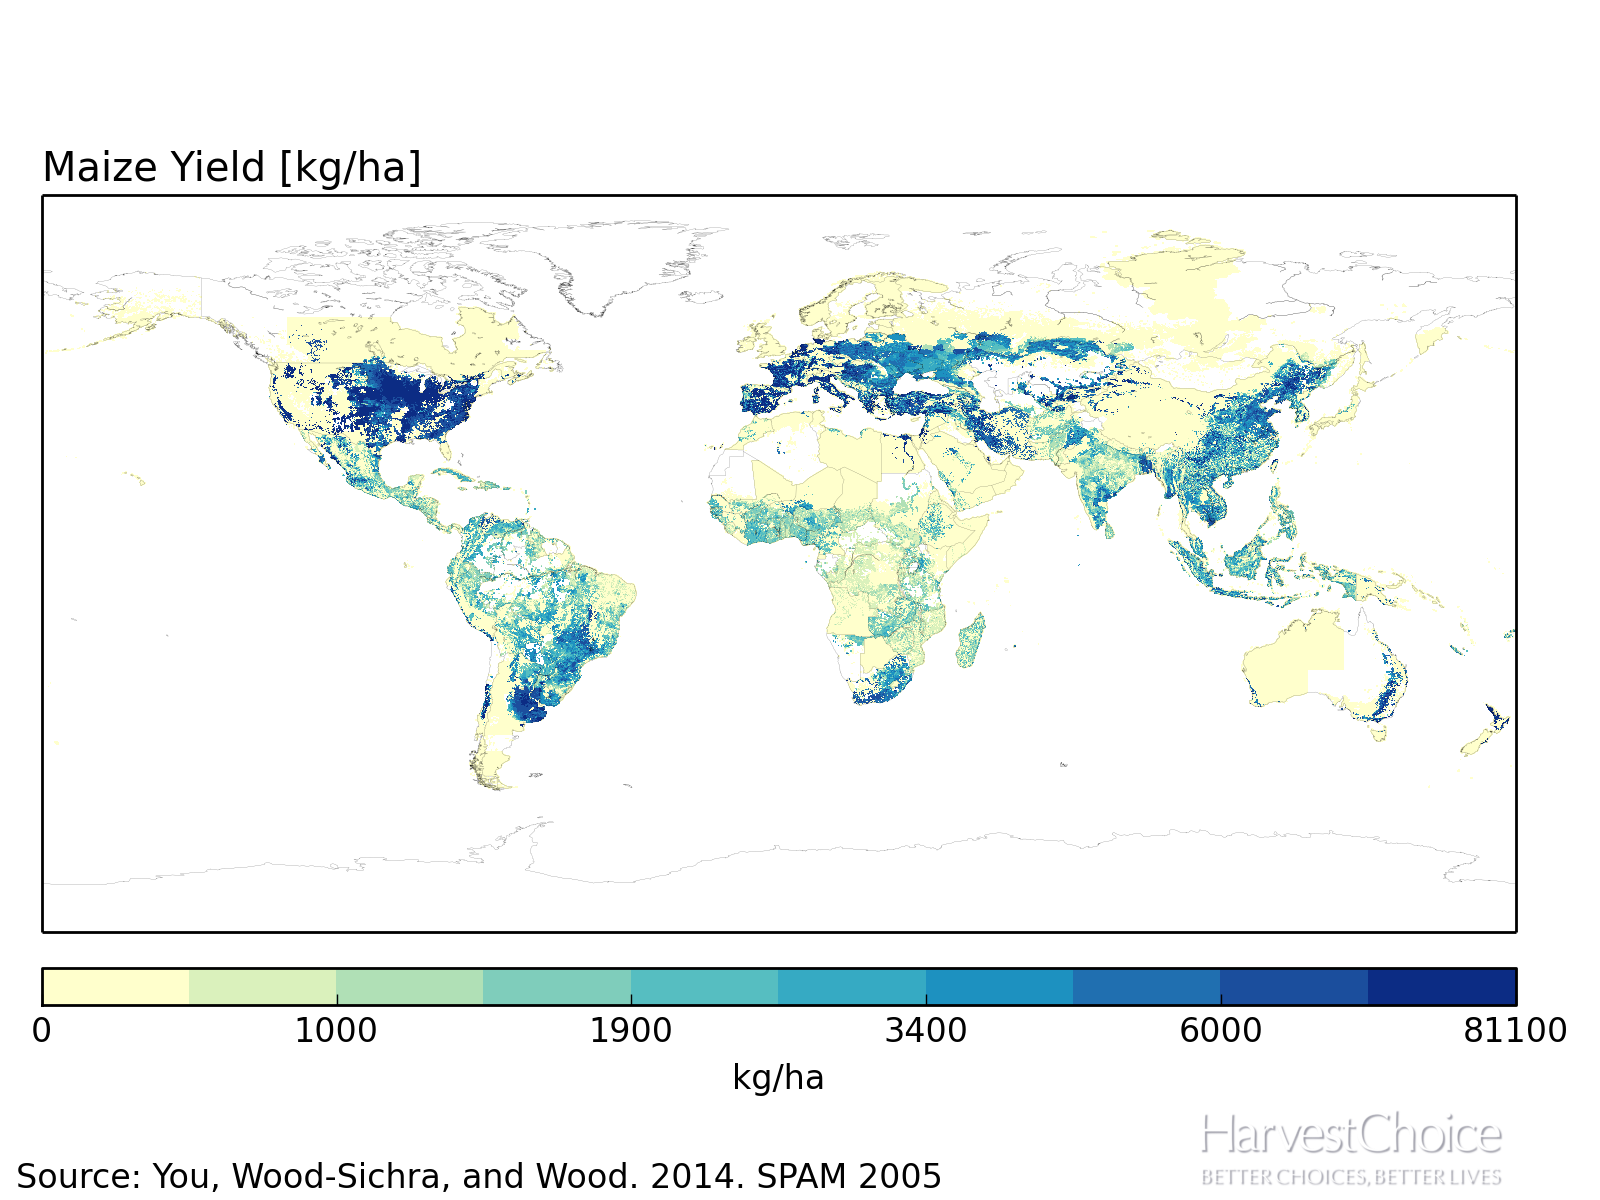 Maize Yield [kg/ha]
0 1000 1900 3400 6000 81100
kg/ha
HarvestChoice
BETTER CHOICES, BETTER LIVES
Source: You, Wood-Sichra, and Wood. 2014. SPAM 2005